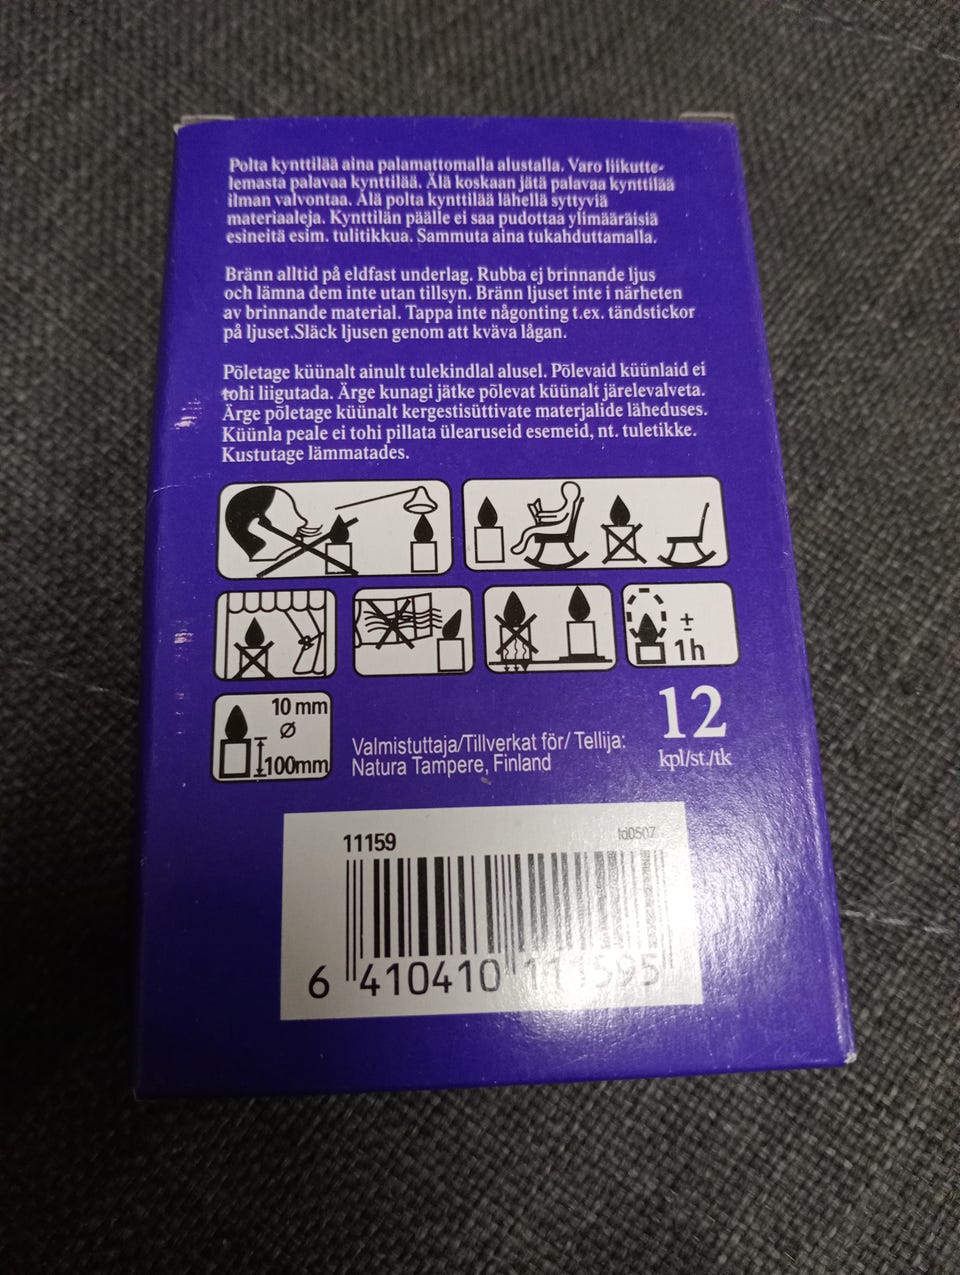 Polta kynttilää aina palamattomalla alustalla. Varo liikutte-
lemasta palavaa kynttilää. Älä koskaan jätä palavaa kynttilää
ilman valvontaa. Älä polta kynttilää lähellä syttyviä
materiaaleja. Kynttilän päälle ei saa pudottaa ylimääräisiä
esineitä esim. tulitikkua. Sammuta aina tukahduttamalla.
Bränn alltid på eldfast underlag. Rubba ej brinnande ljus
och lämna dem inte utan tillsyn. Bränn ljuset inte i närheten
av brinnande material. Tappa inte någonting t.ex. tändstickor
på ljuset.Släck ljusen genom att kväva lågan.
Põletage küünalt ainult tulekindlal alusel. Põlevaid küünlaid ei
tohi liigutada. Ärge kunagi jätke põlevat küünalt järelevalveta.
Ärge põletage küünalt kergestisüttivate materjalide läheduses.
Küünla peale ei tohi pillata ülearuseid esemeid, nt. tuletikke.
Kustutage lämmatades.
±
1h
10 mm
Ø
100mm
Valmistuttaja/Tillverkat för/ Tellija:
Natura Tampere, Finland
12
kpl/st./tk
11159
td0507
6 410410 111595